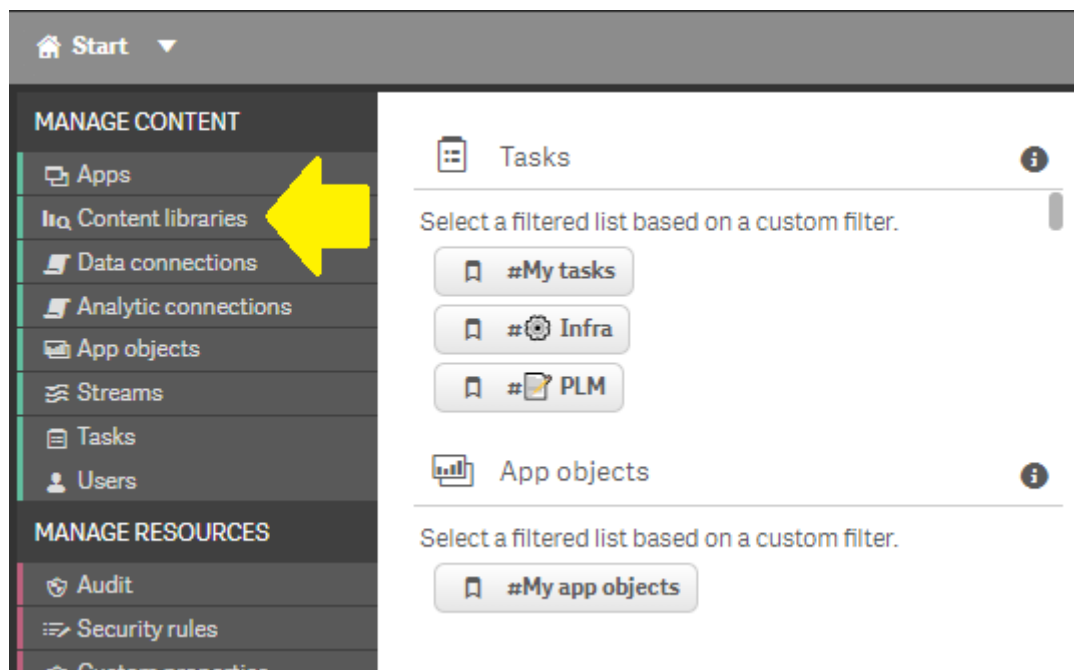 Start
MANAGE CONTENT
Apps
Content libraries
Data connections
Analytic connections
App objects
Streams
Tasks
Users
MANAGE RESOURCES
Audit
Security rules
Custom properties
Tasks
Select a filtered list based on a custom filter.
#My tasks
#⚙ Infra
#📝 PLM
App objects
Select a filtered list based on a custom filter.
#My app objects